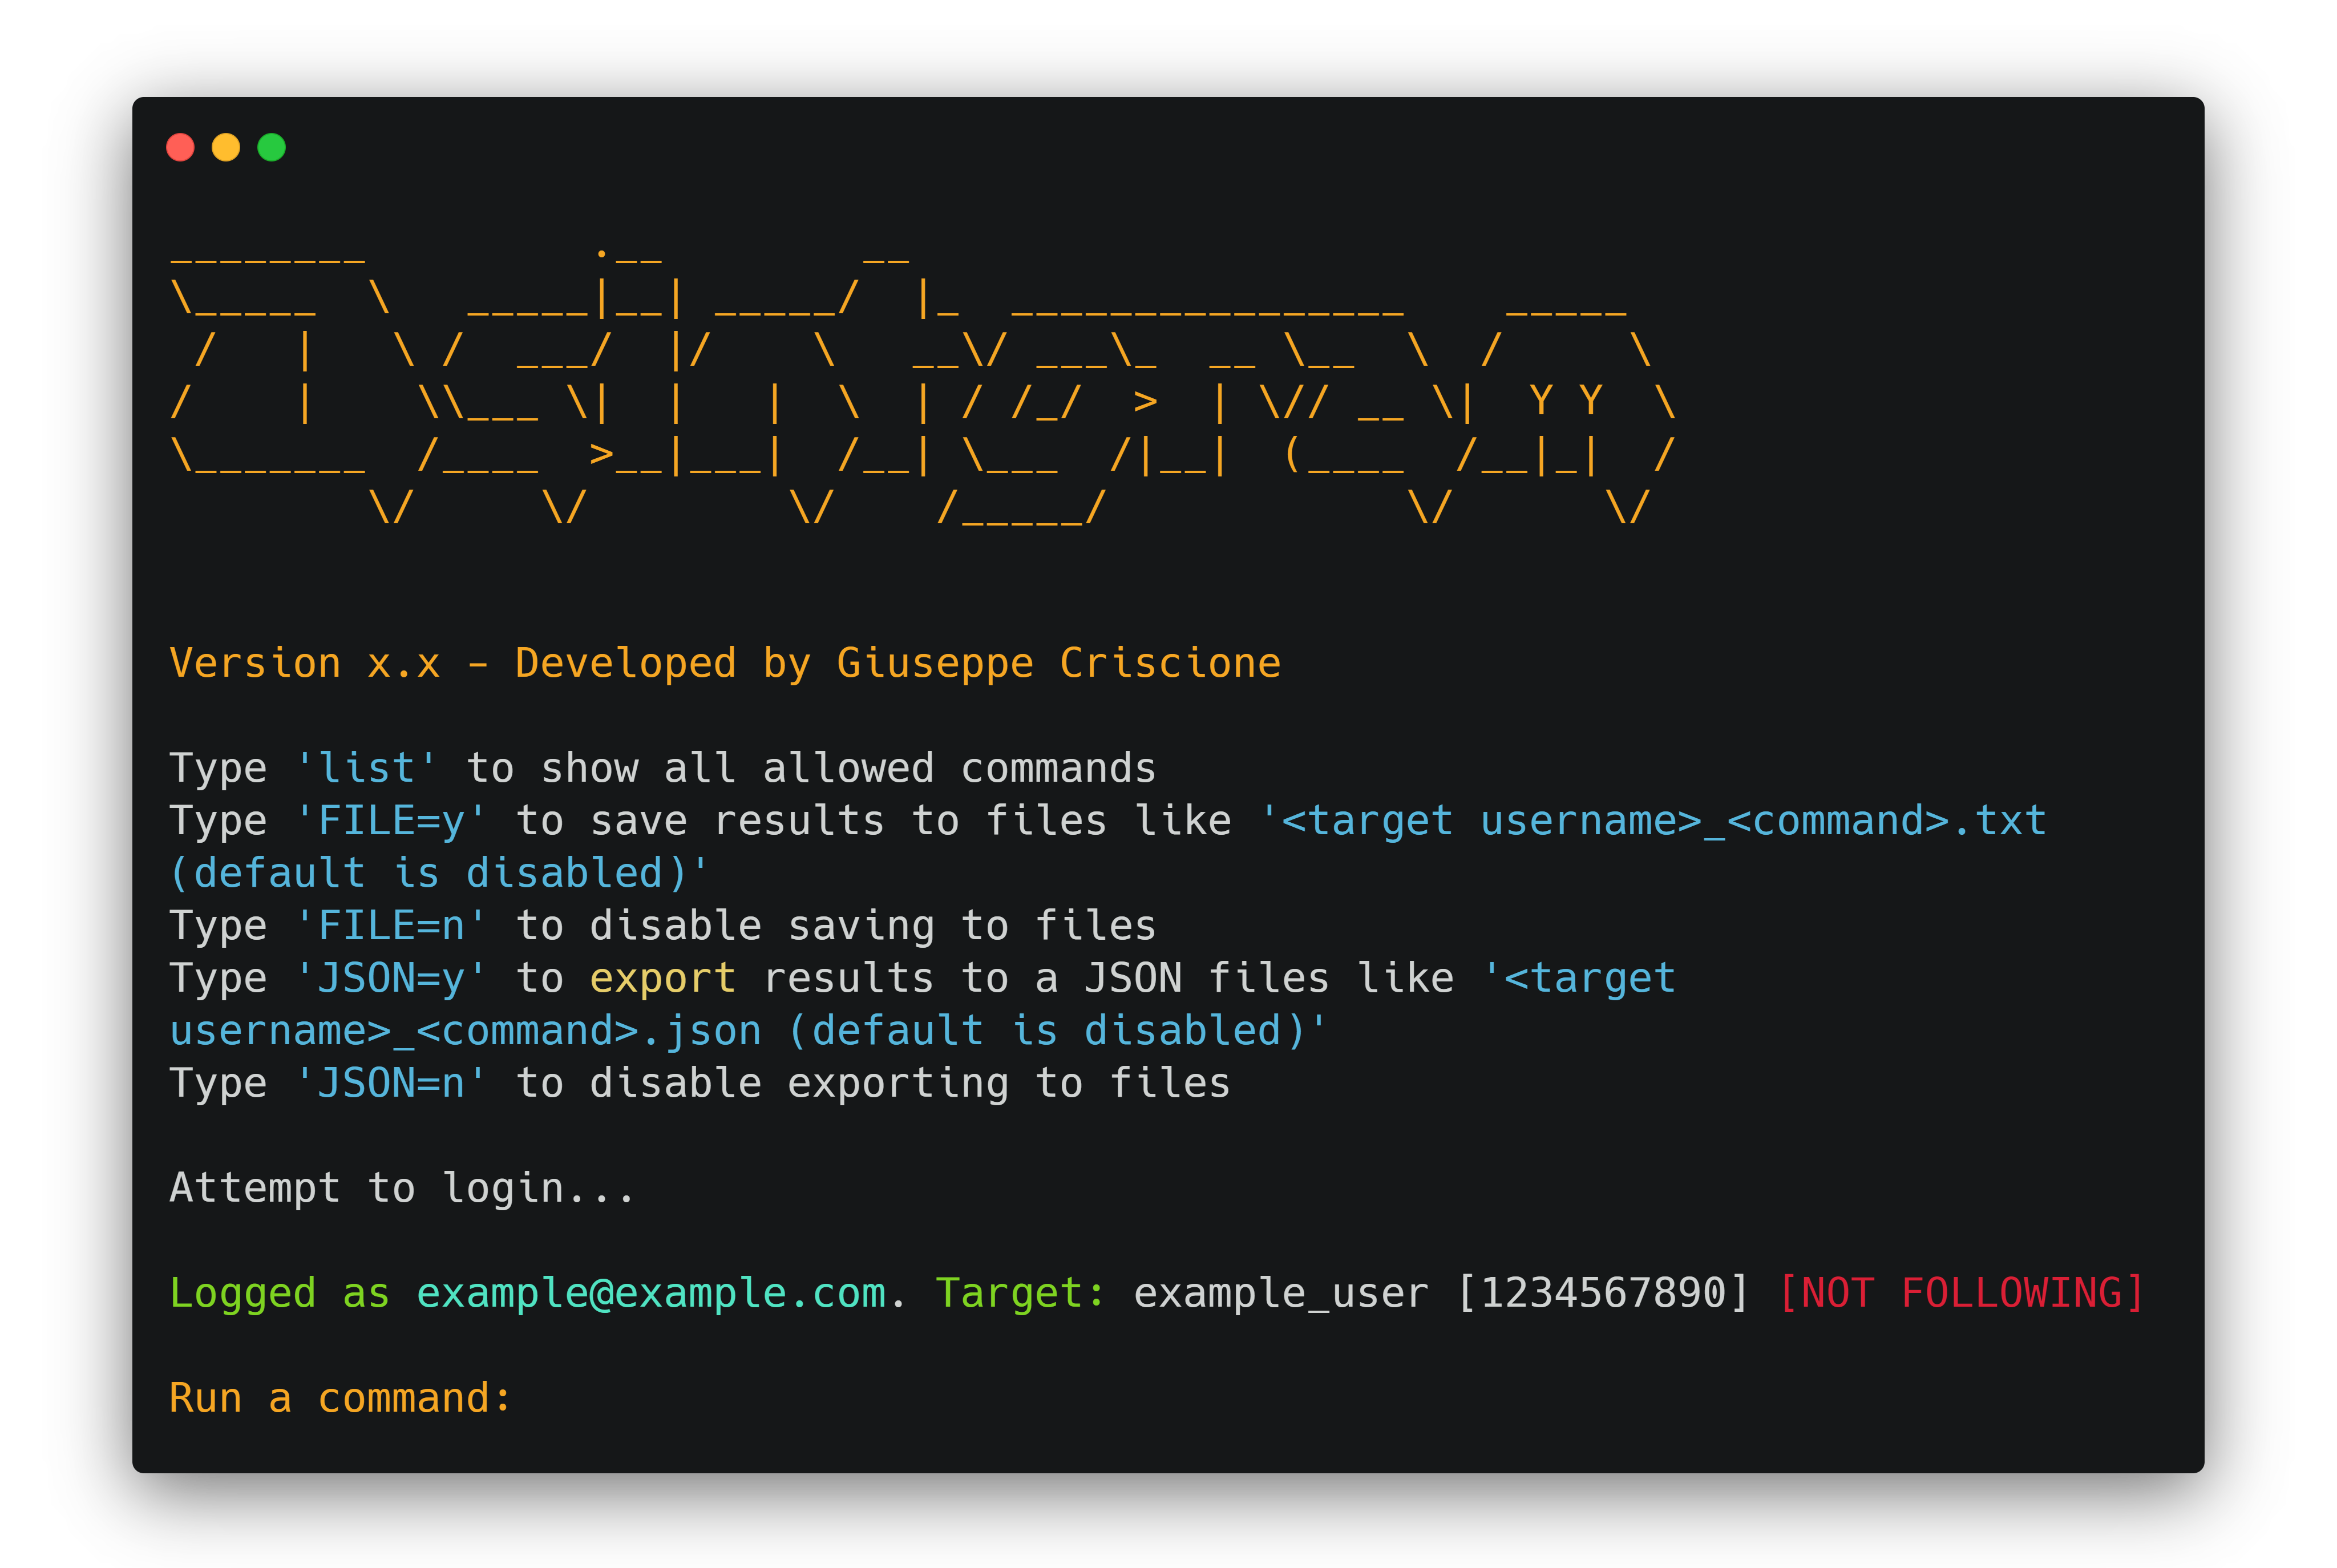 ________         .__        __
\_____  \   _____|__| _____/  |_  ________________    _____
 /   |   \ /  ___/  |/    \   __\/ ___\_  __ \__  \  /     \
/    |    \\___ \|  |   |  \  | / /_/  >  | \// __ \|  Y Y  \
\_______  /____  >__|___|  /__| \___  /|__|  (____  /__|_|  /
        \/     \/        \/    /_____/            \/      \/
Version x.x – Developed by Giuseppe Criscione
Type 'list' to show all allowed commands
Type 'FILE=y' to save results to files like '<target username>_<command>.txt
(default is disabled)'
Type 'FILE=n' to disable saving to files
Type 'JSON=y' to export results to a JSON files like '<target
username>_<command>.json (default is disabled)'
Type 'JSON=n' to disable exporting to files
Attempt to login...
Logged as example@example.com. Target: example_user [1234567890] [NOT FOLLOWING]
Run a command: